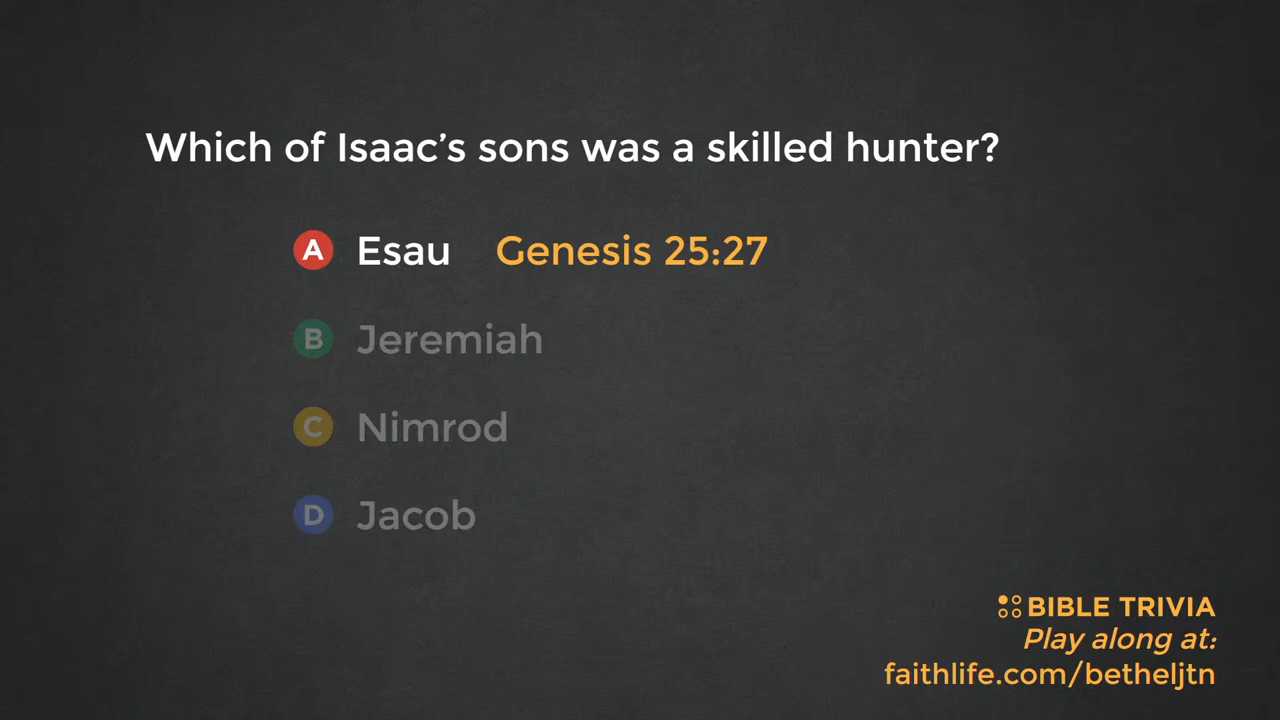 Which of Isaac's sons was a skilled hunter?
A Esau Genesis 25:27
B Jeremiah
C Nimrod
D Jacob
BIBLE TRIVIA
Play along at:
faithlife.com/betheljtn